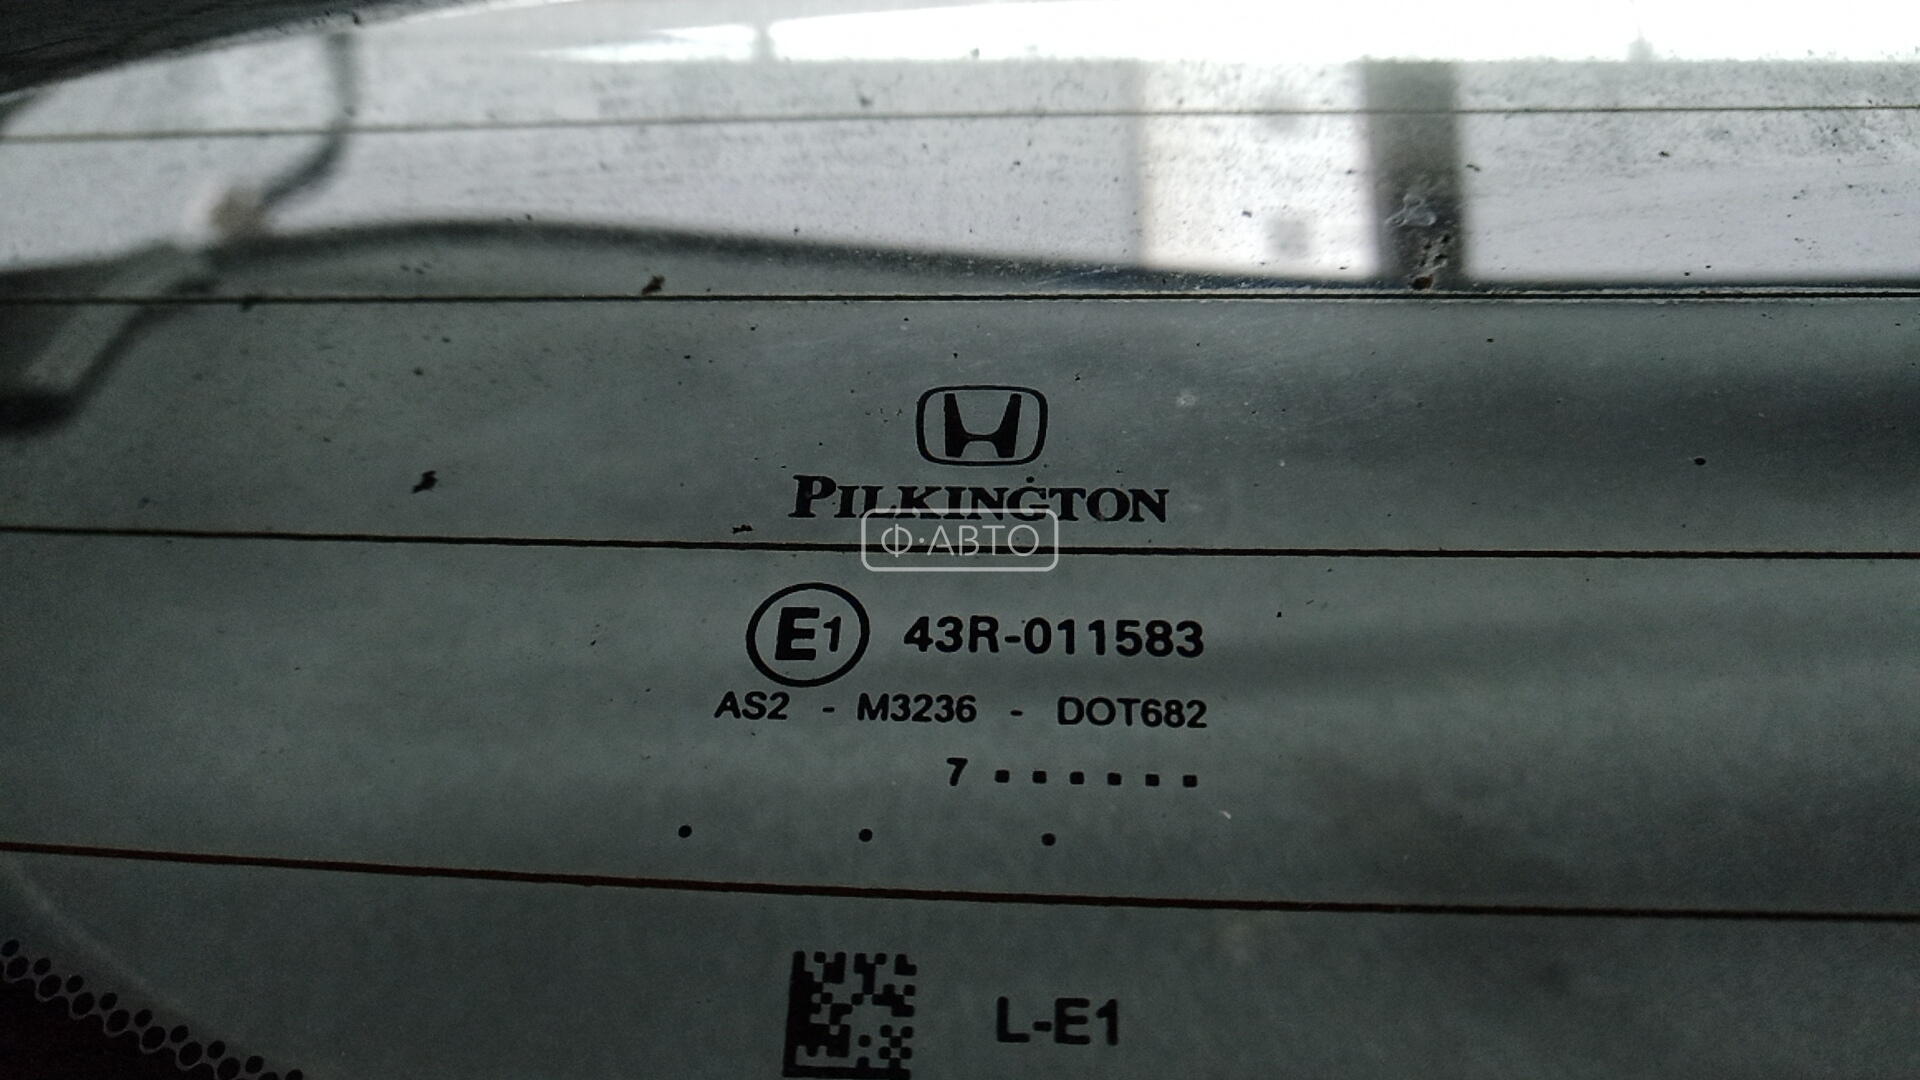 PILKINGTON
Ф·АВТО
E1 43R-011583
AS2 - M3236 - DOT682
7 ......
L-E1